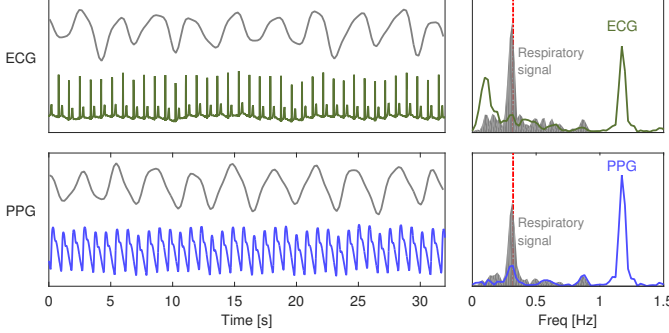 ECG
ECG
Respiratory
signal
PPG
PPG
Respiratory
signal
0 5 10 15 20 25 30
0 0.5 1 1.5
Time [s]
Freq [Hz]